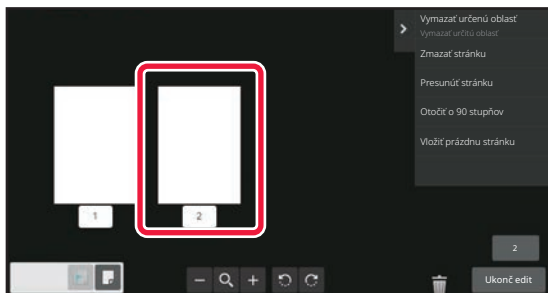 Vymazať určenú oblasť
Vymazať určitú oblasť
Zmazať stránku
Presunúť stránku
Otočiť o 90 stupňov
Vložiť prázdnu stránku
1
2
2
Ukonč edit